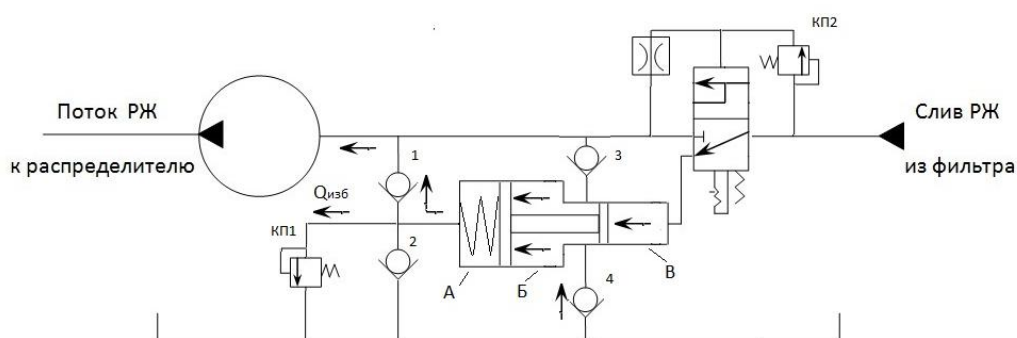 КП2
Поток РЖ
к распределителю
Слив РЖ
из фильтра
1
3
Qизб
КП1
2
4
А
Б
В